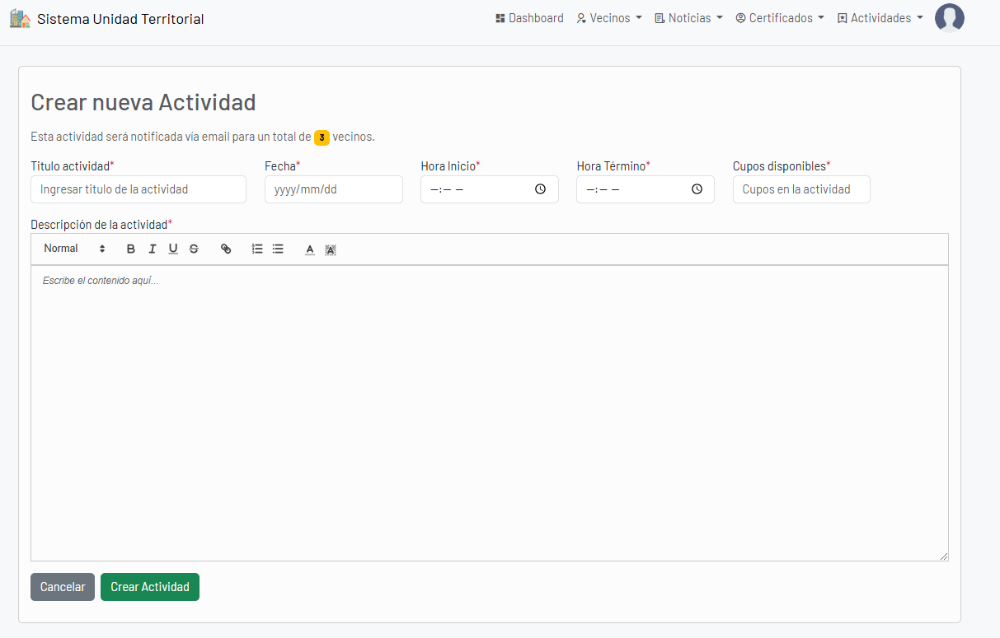 Sistema Unidad Territorial Dashboard Vecinos Noticias Certificados Actividades
Crear nueva Actividad
Esta actividad será notificada vía email para un total de 3 vecinos.
Titulo actividad* Fecha* Hora Inicio* Hora Término* Cupos disponibles*
Ingresar titulo de la actividad yyyy/mm/dd --:-- -- --:-- -- Cupos en la actividad
Descripción de la actividad*
Normal B I U S A A
Escribe el contenido aquí...
Cancelar Crear Actividad